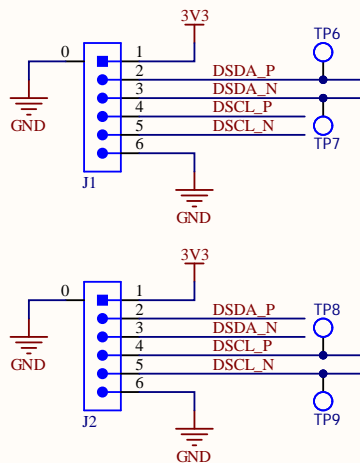 3V3
TP6
0
1
2
DSDA_P
3
DSDA_N
4
DSCL_P
5
DSCL_N
6
GND
TP7
J1
GND
3V3
0
1
2
DSDA_P
TP8
3
DSDA_N
4
DSCL_P
5
DSCL_N
6
GND
TP9
J2
GND